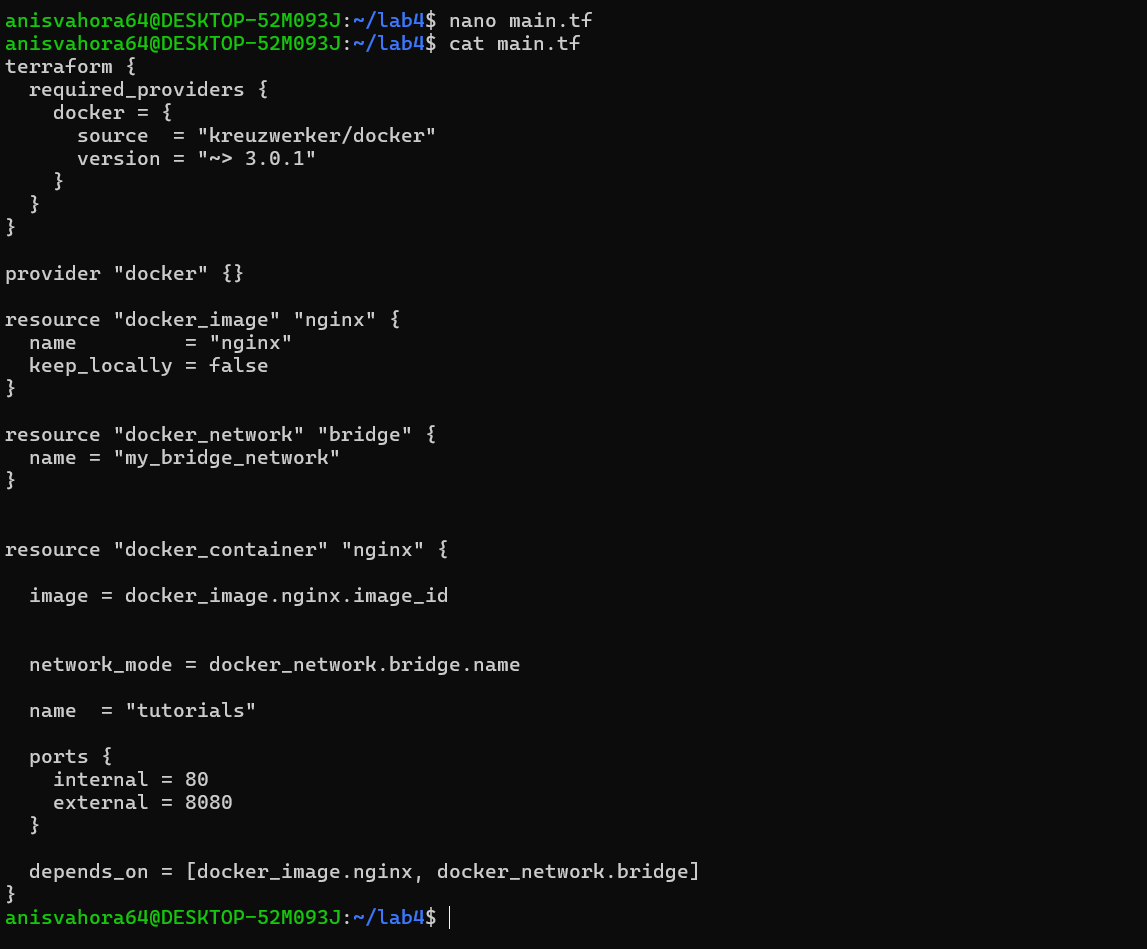 anisvahora64@DESKTOP-52M093J:~/lab4$ nano main.tf
anisvahora64@DESKTOP-52M093J:~/lab4$ cat main.tf
terraform {
  required_providers {
    docker = {
      source  = "kreuzwerker/docker"
      version = "~> 3.0.1"
    }
  }
}

provider "docker" {}

resource "docker_image" "nginx" {
  name         = "nginx"
  keep_locally = false
}

resource "docker_network" "bridge" {
  name = "my_bridge_network"
}


resource "docker_container" "nginx" {

  image = docker_image.nginx.image_id


  network_mode = docker_network.bridge.name

  name  = "tutorials"

  ports {
    internal = 80
    external = 8080
  }

  depends_on = [docker_image.nginx, docker_network.bridge]
}
anisvahora64@DESKTOP-52M093J:~/lab4$